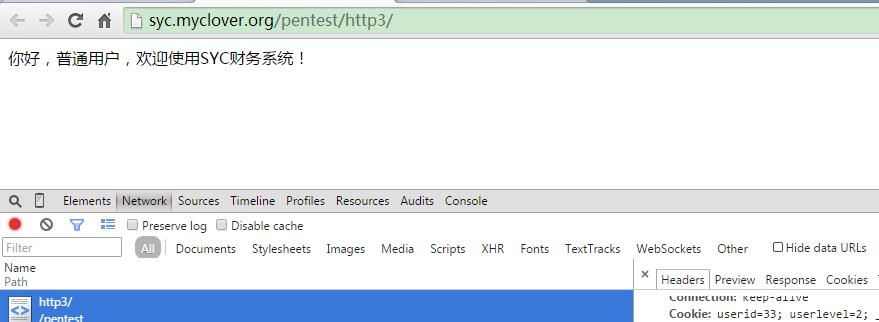 syc.myclover.org/pentest/http3/
你好，普通用户，欢迎使用SYC财务系统！
Elements Network Sources Timeline Profiles Resources Audits Console
Preserve log Disable cache
Filter All Documents Stylesheets Images Media Scripts XHR Fonts TextTracks WebSockets Other Hide data URLs
Name
Path
× Headers Preview Response Cookies
http3/
/pentest
Connection: keep-alive
Cookie: userid=33; userlevel=2;